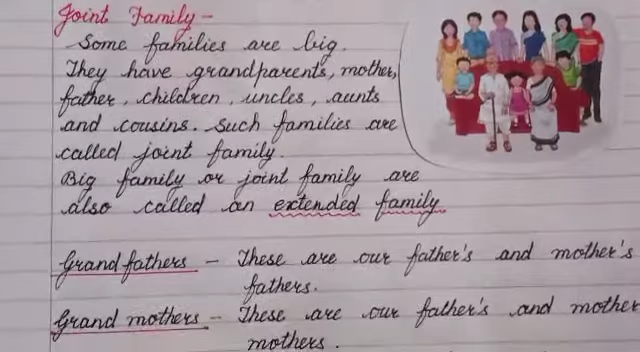 Joint Family -
Some families are big.
They have grandparents, mother,
father, children, uncles, aunts
and cousins. Such families are
called joint family.
Big family or joint family are
also called an extended family
Grand fathers - These are our father's and mother's
fathers.
Grand mothers - These are our father's and mother
mothers.